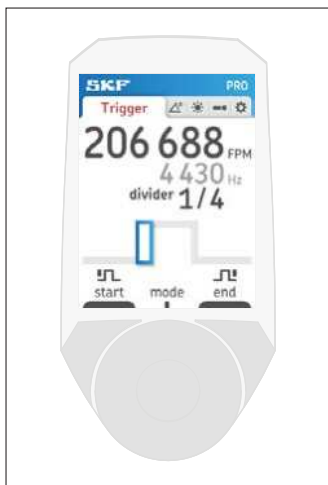 SKF PRO
Trigger
206 688 FPM
4 430 Hz
divider 1/4
start mode end